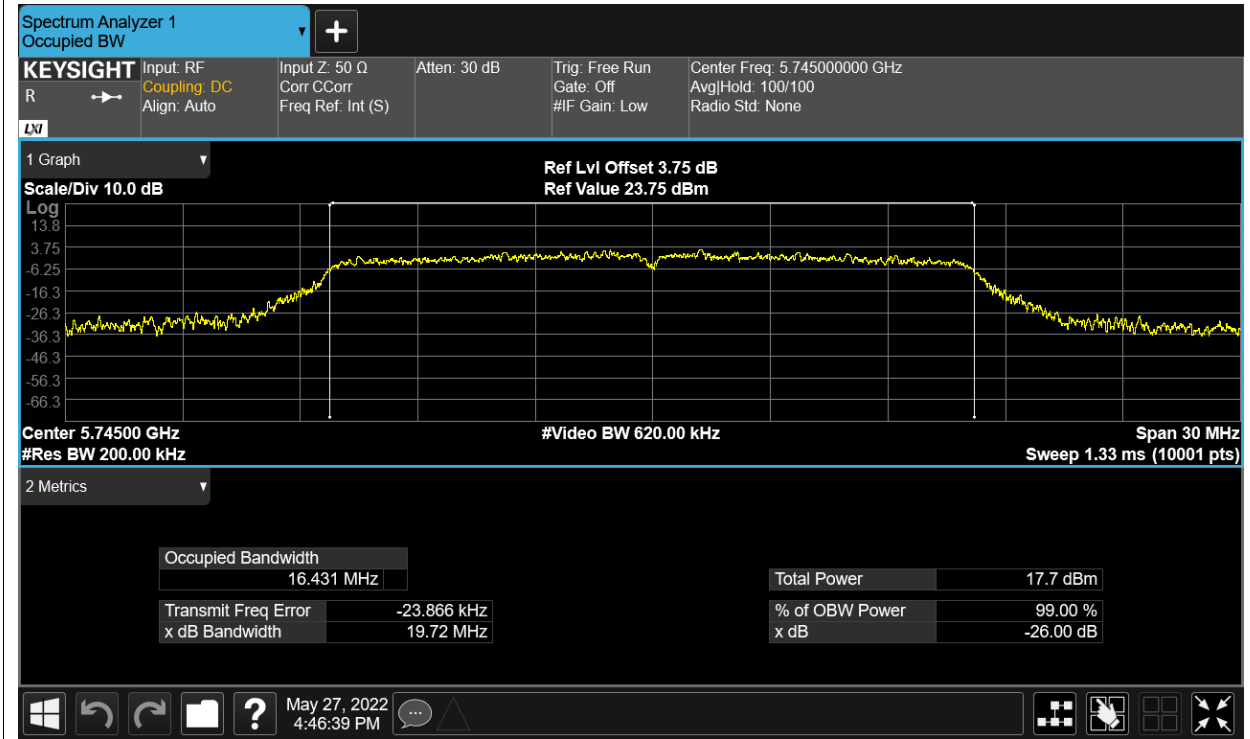 Spectrum Analyzer 1
Occupied BW
KEYSIGHT
R
LXI
Input: RF
Coupling: DC
Align: Auto
Input Z: 50 Ω
Corr CCorr
Freq Ref: Int (S)
Atten: 30 dB
Trig: Free Run
Gate: Off
#IF Gain: Low
Center Freq: 5.745000000 GHz
Avg|Hold: 100/100
Radio Std: None
1 Graph
Scale/Div 10.0 dB
Ref Lvl Offset 3.75 dB
Ref Value 23.75 dBm
Log
13.8
3.75
-6.25
-16.3
-26.3
-36.3
-46.3
-56.3
-66.3
Center 5.74500 GHz
#Video BW 620.00 kHz
Span 30 MHz
#Res BW 200.00 kHz
Sweep 1.33 ms (10001 pts)
2 Metrics
Occupied Bandwidth
16.431 MHz
Total Power 17.7 dBm
Transmit Freq Error -23.866 kHz
% of OBW Power 99.00 %
x dB Bandwidth 19.72 MHz
x dB -26.00 dB
?
May 27, 2022
4:46:39 PM